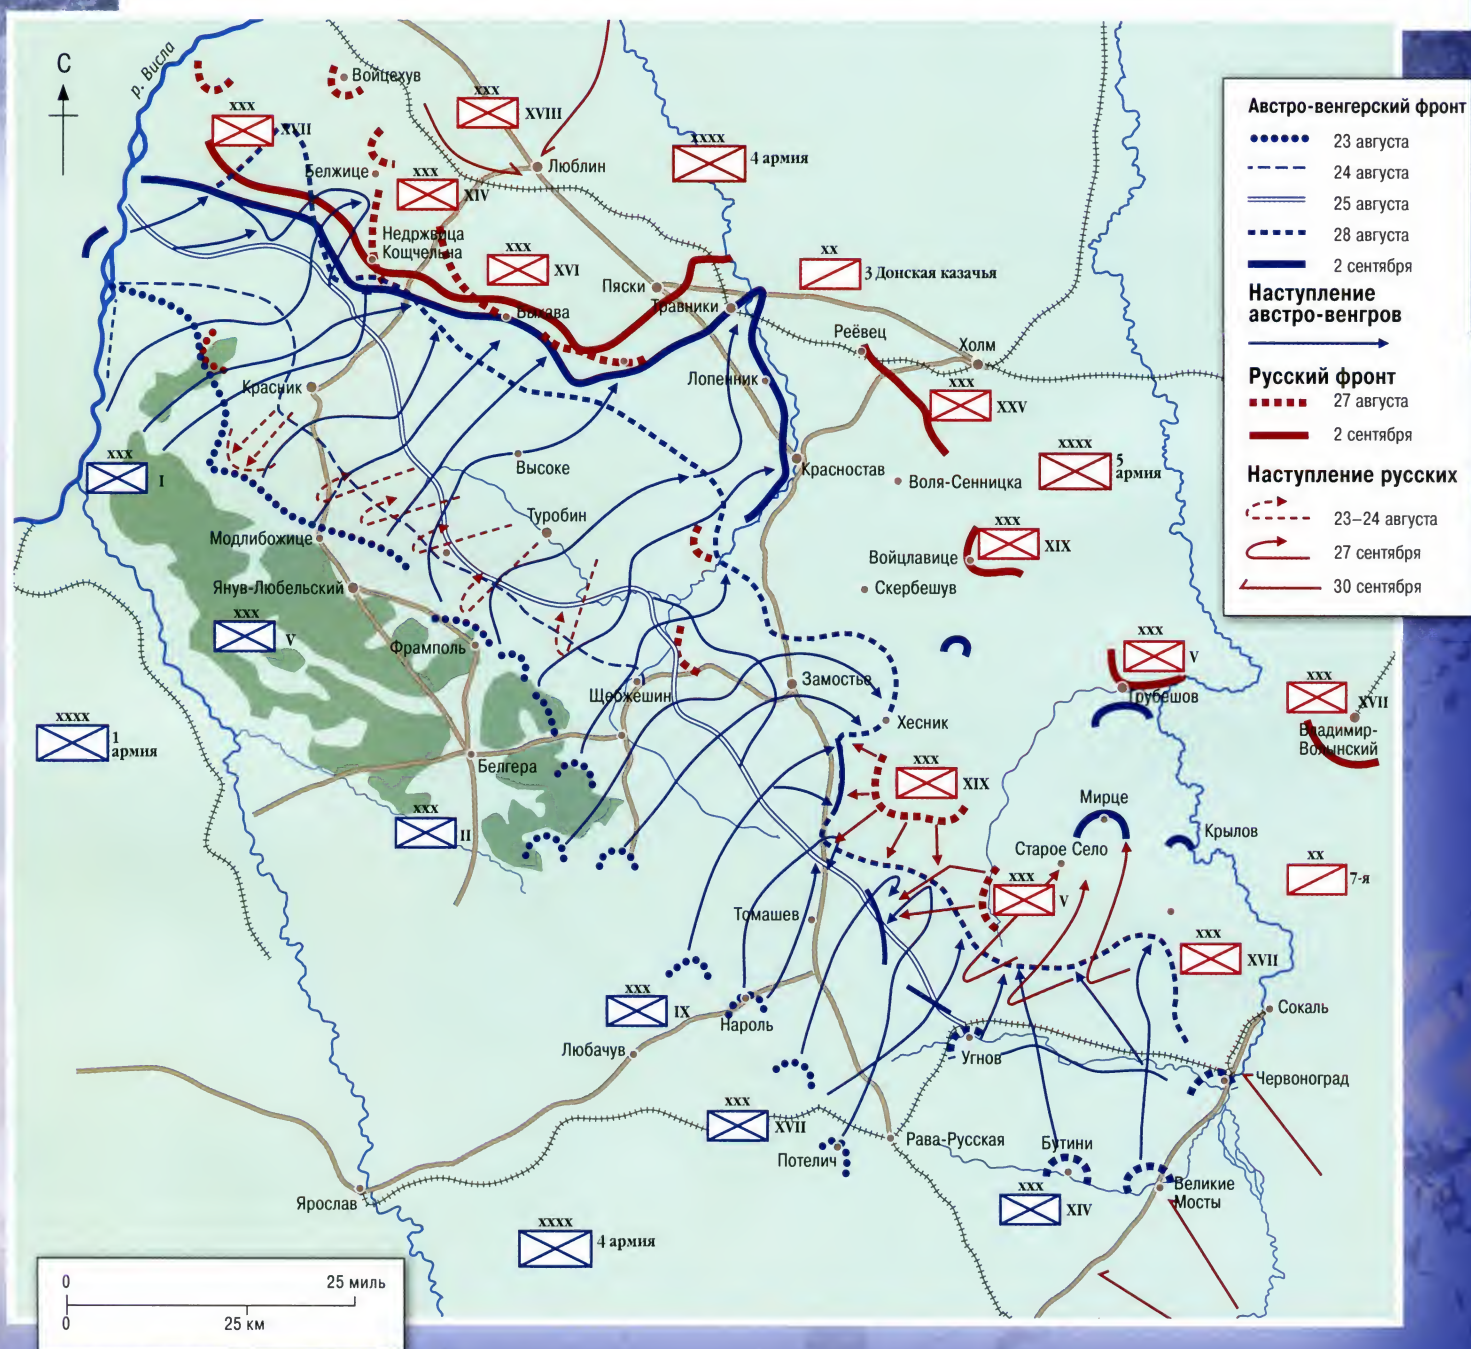 С
р. Висла
Войцехув
xxx
XVII
xxx
XVIII
Белжице
Люблин
xxxx
4 армия
xxx
XIV
Недржвица
Кощчельна
xxx
XVI
xx
3 Донская казачья
Пяски
Травники
Быхава
Реёвец
Холм
Красник
Лопенник
xxx
XXV
xxx
I
Высоке
Красностав
Воля-Сенницка
xxxx
5
армия
Туробин
Модлибожице
xxx
XIX
Войцлавице
Янув-Любельский
Скербешув
xxx
V
Фрамполь
xxx
V
Щебжешин
Замостье
Грубешов
xxx
XVII
Владимир-
Волынский
Хесник
xxxx
1
армия
Белгера
xxx
XIX
Мирце
xxx
II
Крылов
Старое Село
xx
7-я
xxx
V
Томашев
xxx
XVII
xxx
IX
Нароль
Сокаль
Любачув
Угнов
Червоноград
xxx
XVII
Потелич
Рава-Русская
Бутини
Великие
Мосты
xxx
XIV
Ярослав
xxxx
4 армия
0
25 миль
0
25 км
Австро-венгерский фронт
23 августа
24 августа
25 августа
28 августа
2 сентября
Наступление
австро-венгров
Русский фронт
27 августа
2 сентября
Наступление русских
23–24 августа
27 сентября
30 сентября